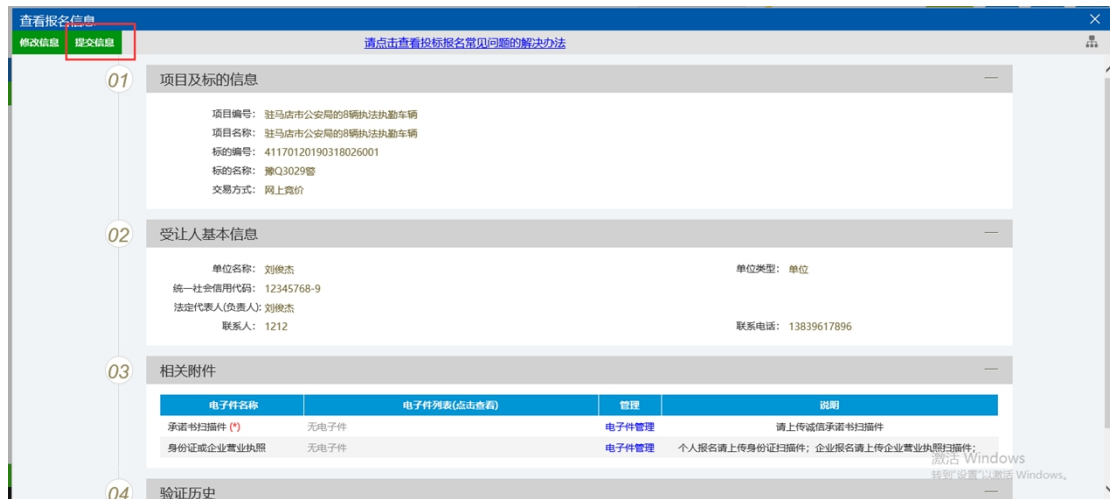 查看报名信息
修改信息 提交信息 请点击查看投标报名常见问题的解决办法
01 项目及标的信息
项目编号: 驻马店市公安局的8辆执法执勤车辆
项目名称: 驻马店市公安局的8辆执法执勤车辆
标的编号: 41170120190318026001
标的名称: 豫Q3029警
交易方式: 网上竞价
02 受让人基本信息
单位名称: 刘俊杰 单位类型: 单位
统一社会信用代码: 12345768-9
法定代表人(负责人): 刘俊杰
联系人: 1212 联系电话: 13839617896
03 相关附件
电子件名称 电子件列表(点击查看) 管理 说明
承诺书扫描件 (*) 无电子件 电子件管理 请上传诚信承诺书扫描件
身份证或企业营业执照 无电子件 电子件管理 个人报名请上传身份证扫描件; 企业报名请上传企业营业执照扫描件;
激活 Windows
转到"设置"以激活 Windows。
04 验证历史